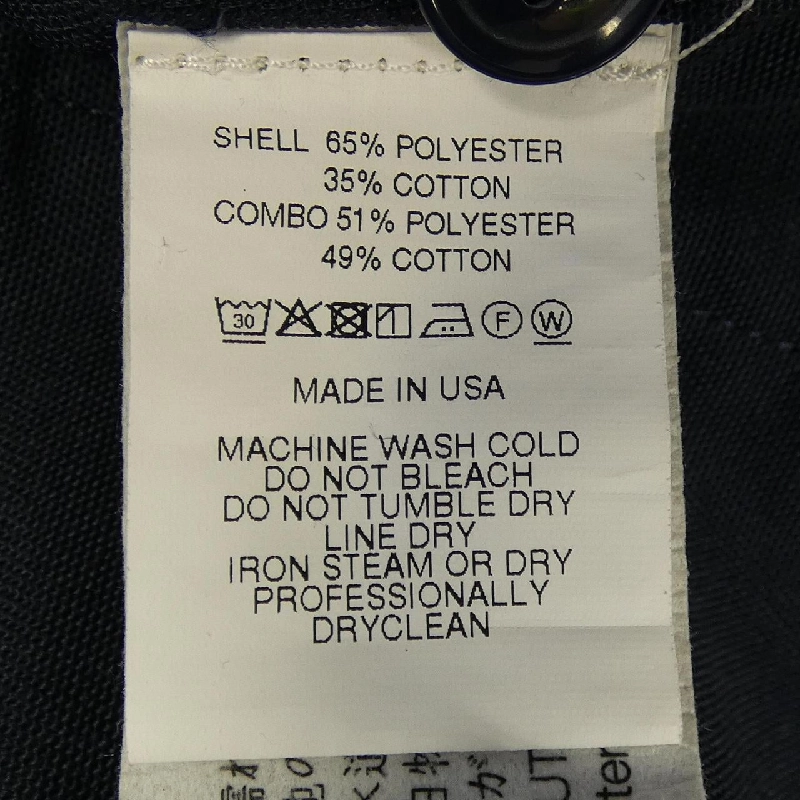 SHELL 65% POLYESTER
35% COTTON
COMBO 51% POLYESTER
49% COTTON
30 F W
MADE IN USA
MACHINE WASH COLD
DO NOT BLEACH
DO NOT TUMBLE DRY
LINE DRY
IRON STEAM OR DRY
PROFESSIONALLY
DRYCLEAN